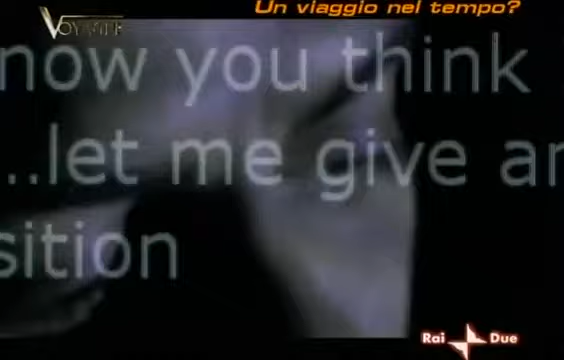 Un viaggio nel tempo?
VOYAGER
now you think
...let me give an
sition
Rai Due